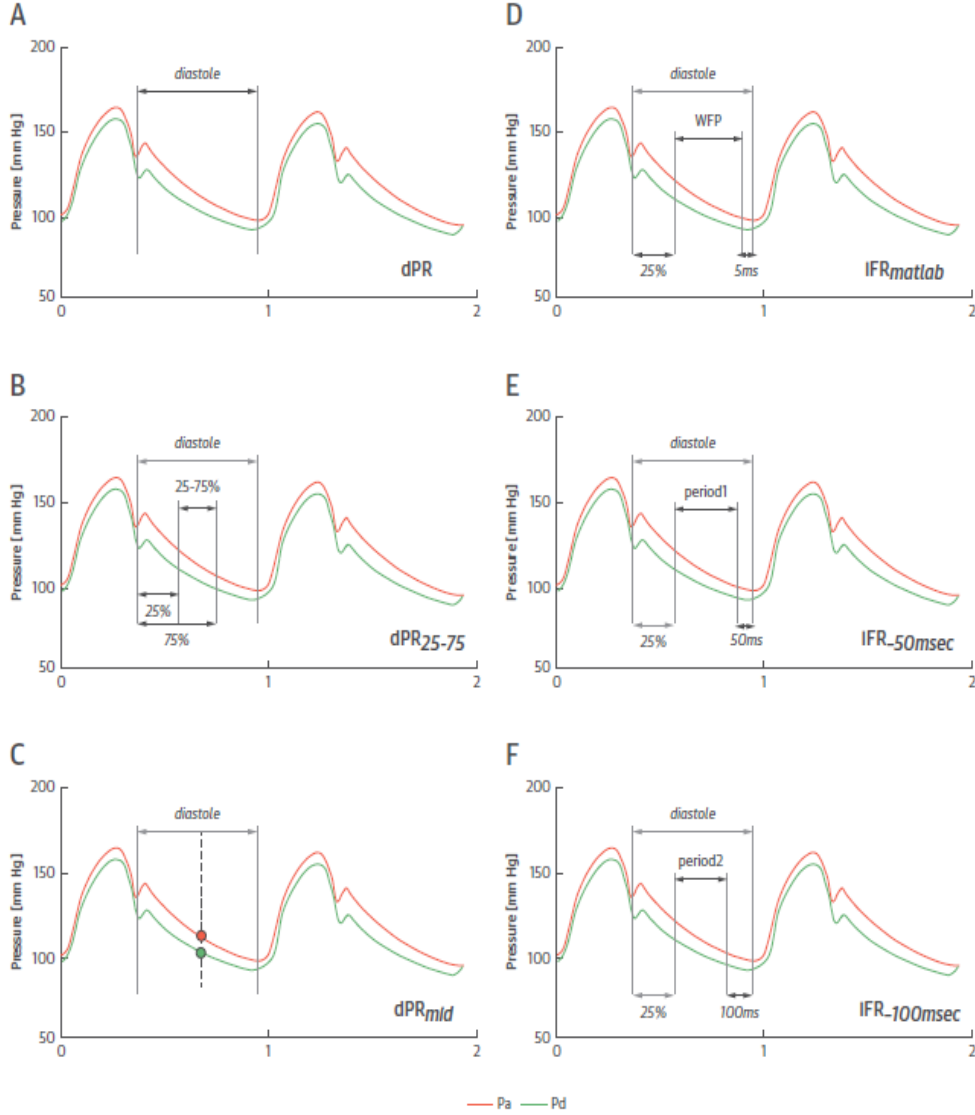 A
200
150
100
50
Pressure [mm Hg]
diastole
dPR
0 1 2
D
200
150
100
50
Pressure [mm Hg]
diastole
WFP
25% 5ms
IFRmatlab
0 1 2
B
200
150
100
50
Pressure [mm Hg]
diastole
25-75%
25%
75%
dPR25-75
0 1 2
E
200
150
100
50
Pressure [mm Hg]
diastole
period1
25% 50ms
IFR-50msec
0 1 2
C
200
150
100
50
Pressure [mm Hg]
diastole
dPRmid
0 1 2
F
200
150
100
50
Pressure [mm Hg]
diastole
period2
25% 100ms
IFR-100msec
0 1 2
Pa Pd